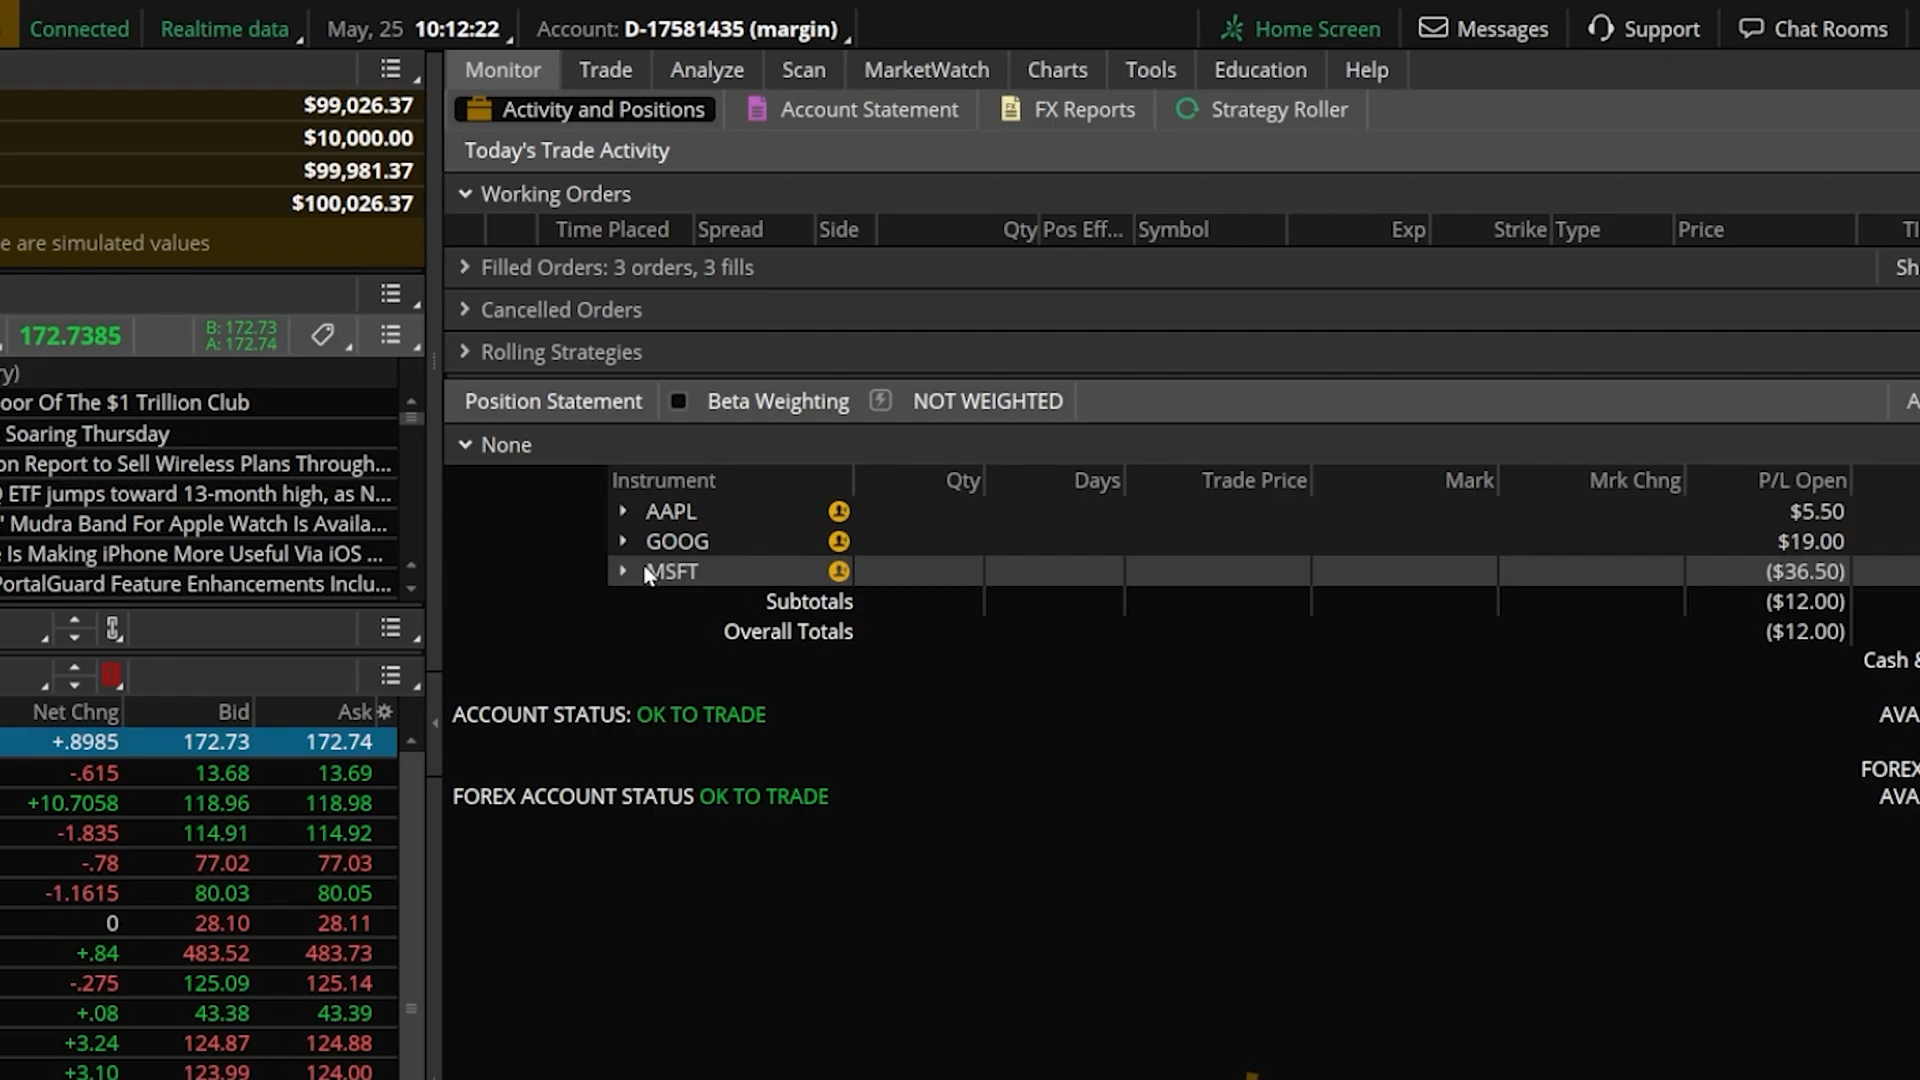 Connected Realtime data May, 25 10:12:22 Account: D-17581435 (margin) Home Screen Messages Support Chat Rooms
Monitor Trade Analyze Scan MarketWatch Charts Tools Education Help
$99,026.37
$10,000.00
$99,981.37
$100,026.37
e are simulated values
172.7385 B: 172.73
A: 172.74
ry)
oor Of The $1 Trillion Club
Soaring Thursday
on Report to Sell Wireless Plans Through...
Q ETF jumps toward 13-month high, as N...
' Mudra Band For Apple Watch Is Availa...
e Is Making iPhone More Useful Via iOS ...
PortalGuard Feature Enhancements Inclu...
Net Chng Bid Ask
+.8985 172.73 172.74
-.615 13.68 13.69
+10.7058 118.96 118.98
-1.835 114.91 114.92
-.78 77.02 77.03
-1.1615 80.03 80.05
0 28.10 28.11
+.84 483.52 483.73
-.275 125.09 125.14
+.08 43.38 43.39
+3.24 124.87 124.88
+3.10 123.99 124.00
Activity and Positions Account Statement FX FX Reports Strategy Roller
Today's Trade Activity
Working Orders
Time Placed Spread Side Qty Pos Eff... Symbol Exp Strike Type Price TI
Filled Orders: 3 orders, 3 fills Sh
Cancelled Orders
Rolling Strategies
Position Statement Beta Weighting NOT WEIGHTED A
None
Instrument Qty Days Trade Price Mark Mrk Chng P/L Open
AAPL $5.50
GOOG $19.00
MSFT ($36.50)
Subtotals ($12.00)
Overall Totals ($12.00)
Cash &
ACCOUNT STATUS: OK TO TRADE AVA
FOREX
FOREX ACCOUNT STATUS OK TO TRADE AVA